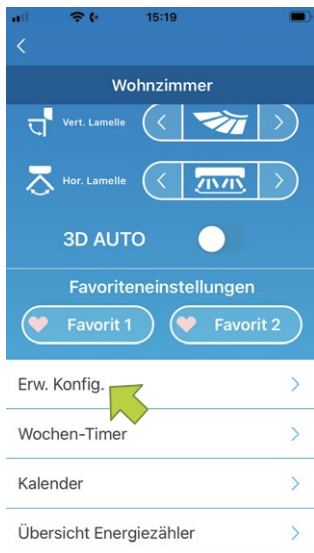 15:19
Wohnzimmer
Vert. Lamelle
Hor. Lamelle
3D AUTO
Favoriteneinstellungen
Favorit 1 Favorit 2
Erw. Konfig.
Wochen-Timer
Kalender
Übersicht Energiezähler